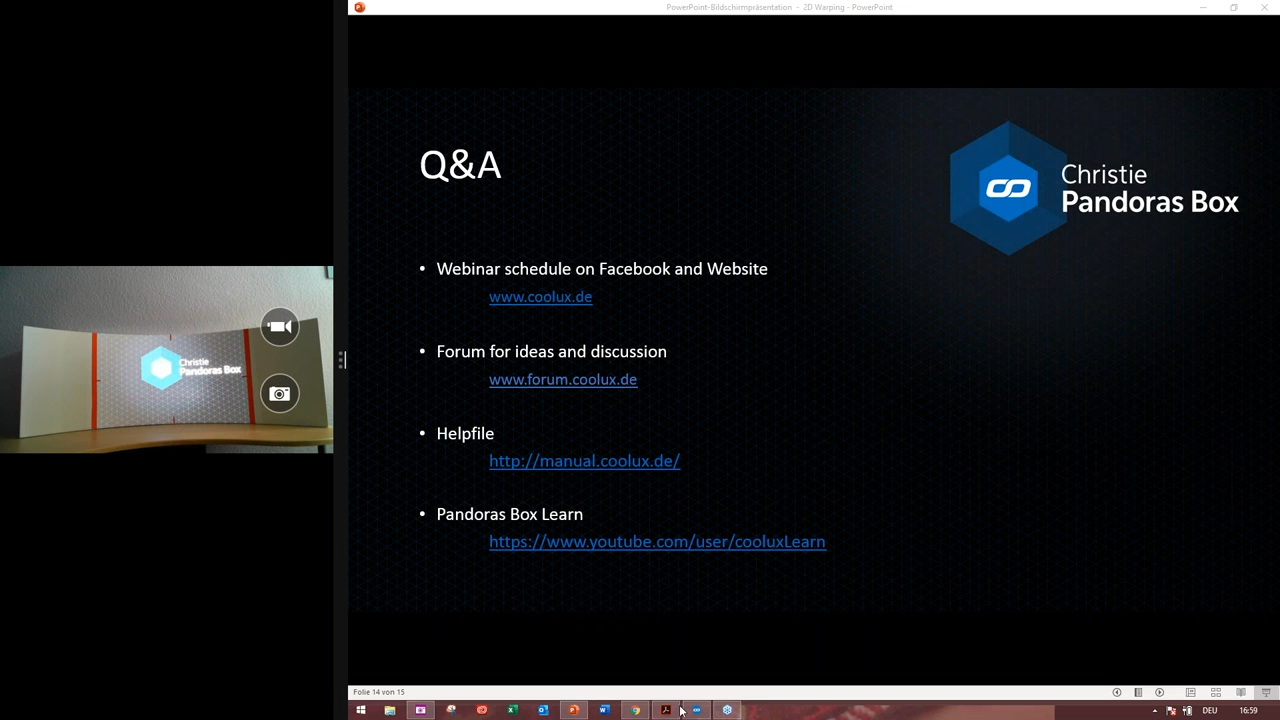 PowerPoint-Bildschirmpräsentation - 2D Warping - PowerPoint
Q&A
Christie
Pandoras Box
• Webinar schedule on Facebook and Website
www.coolux.de
• Forum for ideas and discussion
www.forum.coolux.de
• Helpfile
http://manual.coolux.de/
• Pandoras Box Learn
https://www.youtube.com/user/cooluxLearn
Christie
Pandoras Box
Folie 14 von 15
DEU
16:59